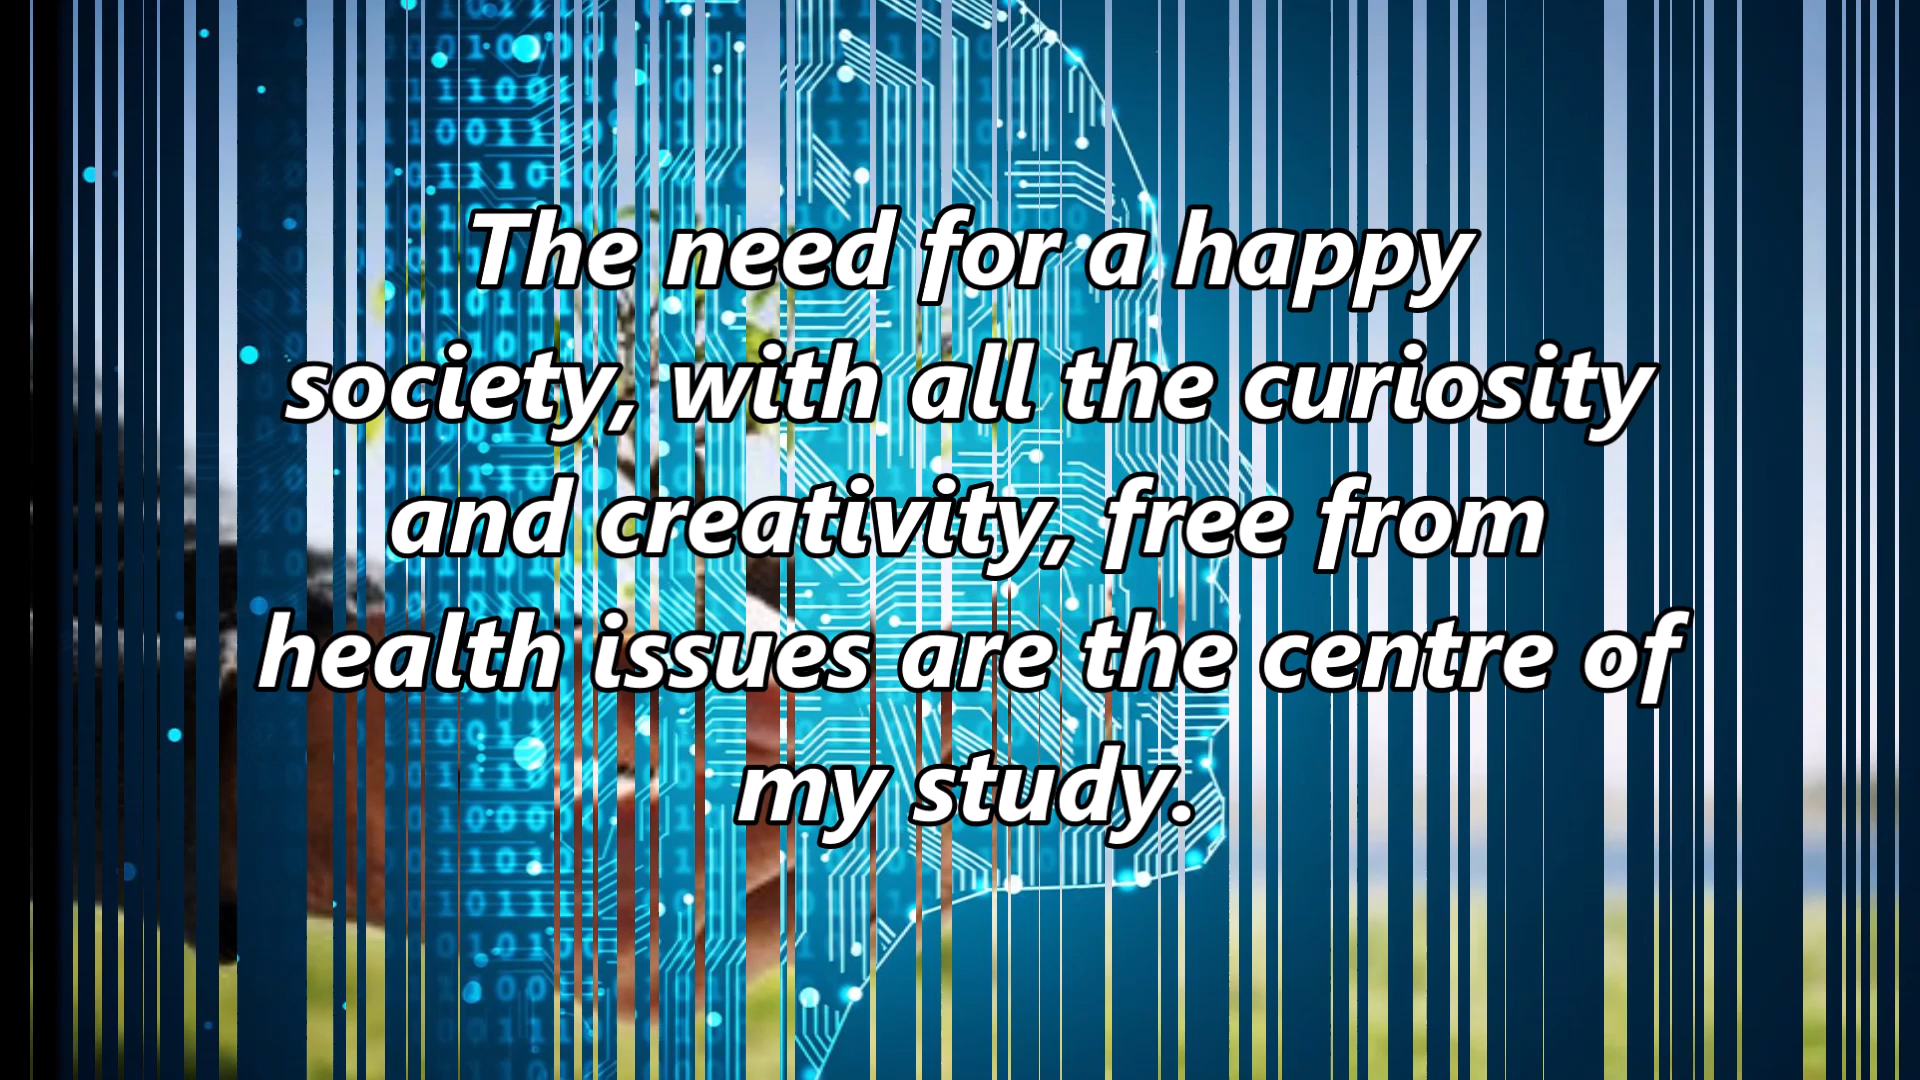 The need for a happy
society, with all the curiosity
and creativity, free from
health issues are the centre of
my study.